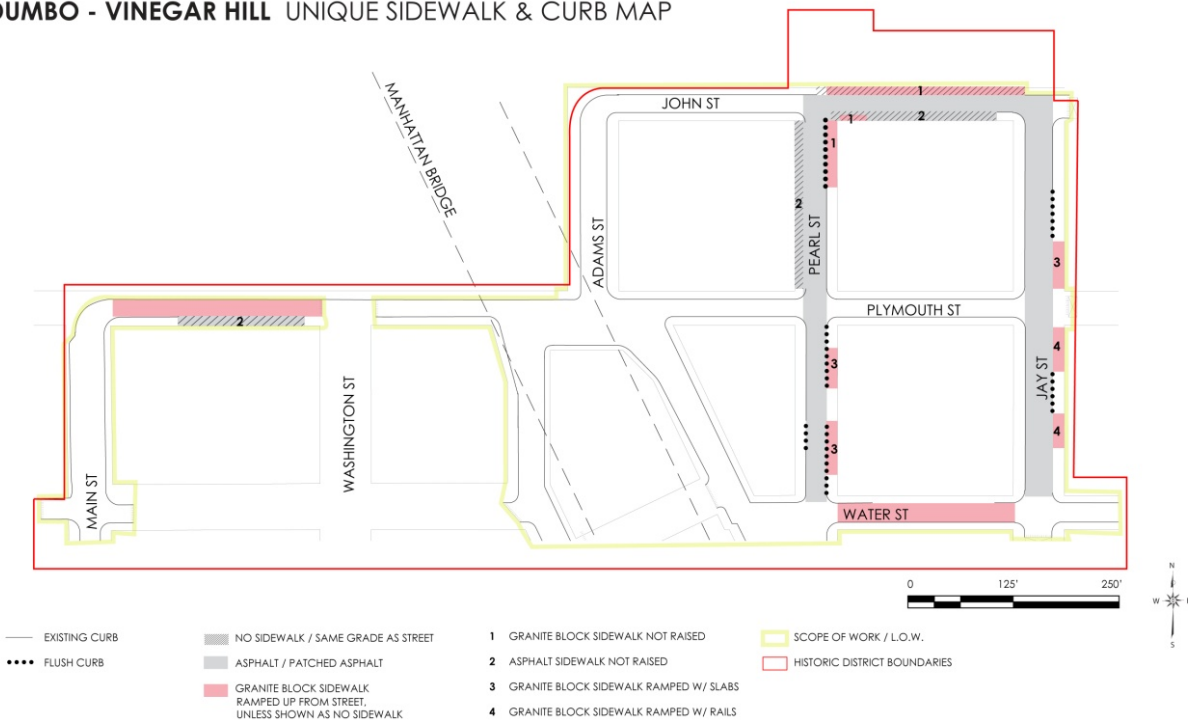 DUMBO - VINEGAR HILL UNIQUE SIDEWALK & CURB MAP
1
JOHN ST
1
2
MANHATTAN BRIDGE
1
2
ADAMS ST
PEARL ST
3
2
PLYMOUTH ST
WASHINGTON ST
3
4
JAY ST
3
4
MAIN ST
WATER ST
0 125' 250'
N
W
S
EXISTING CURB
FLUSH CURB
NO SIDEWALK / SAME GRADE AS STREET
ASPHALT / PATCHED ASPHALT
GRANITE BLOCK SIDEWALK
RAMPED UP FROM STREET,
UNLESS SHOWN AS NO SIDEWALK
1 GRANITE BLOCK SIDEWALK NOT RAISED
2 ASPHALT SIDEWALK NOT RAISED
3 GRANITE BLOCK SIDEWALK RAMPED W/ SLABS
4 GRANITE BLOCK SIDEWALK RAMPED W/ RAILS
SCOPE OF WORK / L.O.W.
HISTORIC DISTRICT BOUNDARIES